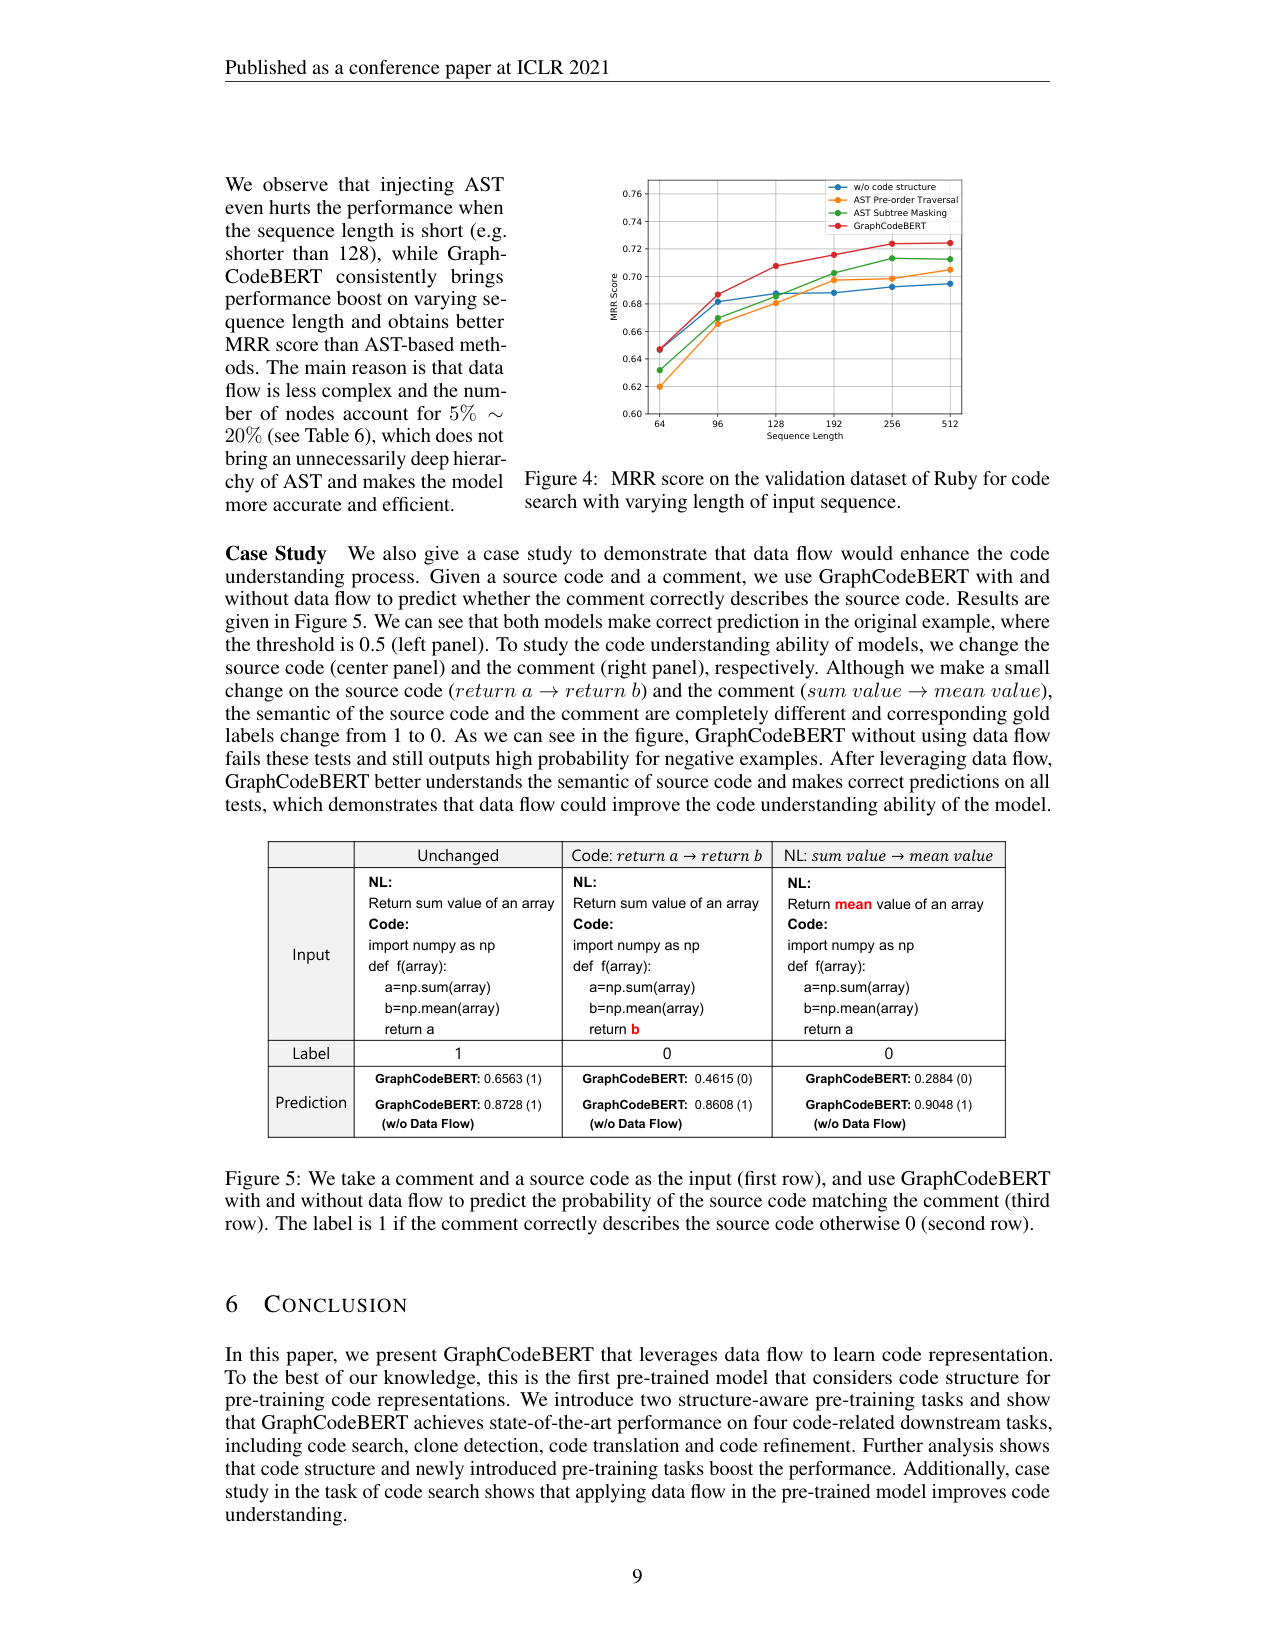 Published as a conference paper at ICLR 2021
We observe that injecting AST
even hurts the performance when
the sequence length is short (e.g.
shorter than 128), while Graph-
CodeBERT consistently brings
performance boost on varying se-
quence length and obtains better
MRR score than AST-based meth-
ods. The main reason is that data
flow is less complex and the num-
ber of nodes account for 5% ∼
20% (see Table 6), which does not
bring an unnecessarily deep hierar-
chy of AST and makes the model
more accurate and efficient.
w/o code structure
AST Pre-order Traversal
AST Subtree Masking
GraphCodeBERT
0.76
0.74
0.72
0.70
0.68
0.66
0.64
0.62
0.60
MRR Score
64 96 128 192 256 512
Sequence Length
Figure 4: MRR score on the validation dataset of Ruby for code
search with varying length of input sequence.
Case Study We also give a case study to demonstrate that data flow would enhance the code
understanding process. Given a source code and a comment, we use GraphCodeBERT with and
without data flow to predict whether the comment correctly describes the source code. Results are
given in Figure 5. We can see that both models make correct prediction in the original example, where
the threshold is 0.5 (left panel). To study the code understanding ability of models, we change the
source code (center panel) and the comment (right panel), respectively. Although we make a small
change on the source code (return a → return b) and the comment (sum value → mean value),
the semantic of the source code and the comment are completely different and corresponding gold
labels change from 1 to 0. As we can see in the figure, GraphCodeBERT without using data flow
fails these tests and still outputs high probability for negative examples. After leveraging data flow,
GraphCodeBERT better understands the semantic of source code and makes correct predictions on all
tests, which demonstrates that data flow could improve the code understanding ability of the model.
Unchanged Code: return a → return b NL: sum value → mean value
Input
NL:
Return sum value of an array
Code:
import numpy as np
def f(array):
a=np.sum(array)
b=np.mean(array)
return a
NL:
Return sum value of an array
Code:
import numpy as np
def f(array):
a=np.sum(array)
b=np.mean(array)
return b
NL:
Return mean value of an array
Code:
import numpy as np
def f(array):
a=np.sum(array)
b=np.mean(array)
return a
Label 1 0 0
Prediction
GraphCodeBERT: 0.6563 (1)
GraphCodeBERT: 0.8728 (1)
(w/o Data Flow)
GraphCodeBERT: 0.4615 (0)
GraphCodeBERT: 0.8608 (1)
(w/o Data Flow)
GraphCodeBERT: 0.2884 (0)
GraphCodeBERT: 0.9048 (1)
(w/o Data Flow)
Figure 5: We take a comment and a source code as the input (first row), and use GraphCodeBERT
with and without data flow to predict the probability of the source code matching the comment (third
row). The label is 1 if the comment correctly describes the source code otherwise 0 (second row).
6 CONCLUSION
In this paper, we present GraphCodeBERT that leverages data flow to learn code representation.
To the best of our knowledge, this is the first pre-trained model that considers code structure for
pre-training code representations. We introduce two structure-aware pre-training tasks and show
that GraphCodeBERT achieves state-of-the-art performance on four code-related downstream tasks,
including code search, clone detection, code translation and code refinement. Further analysis shows
that code structure and newly introduced pre-training tasks boost the performance. Additionally, case
study in the task of code search shows that applying data flow in the pre-trained model improves code
understanding.
9